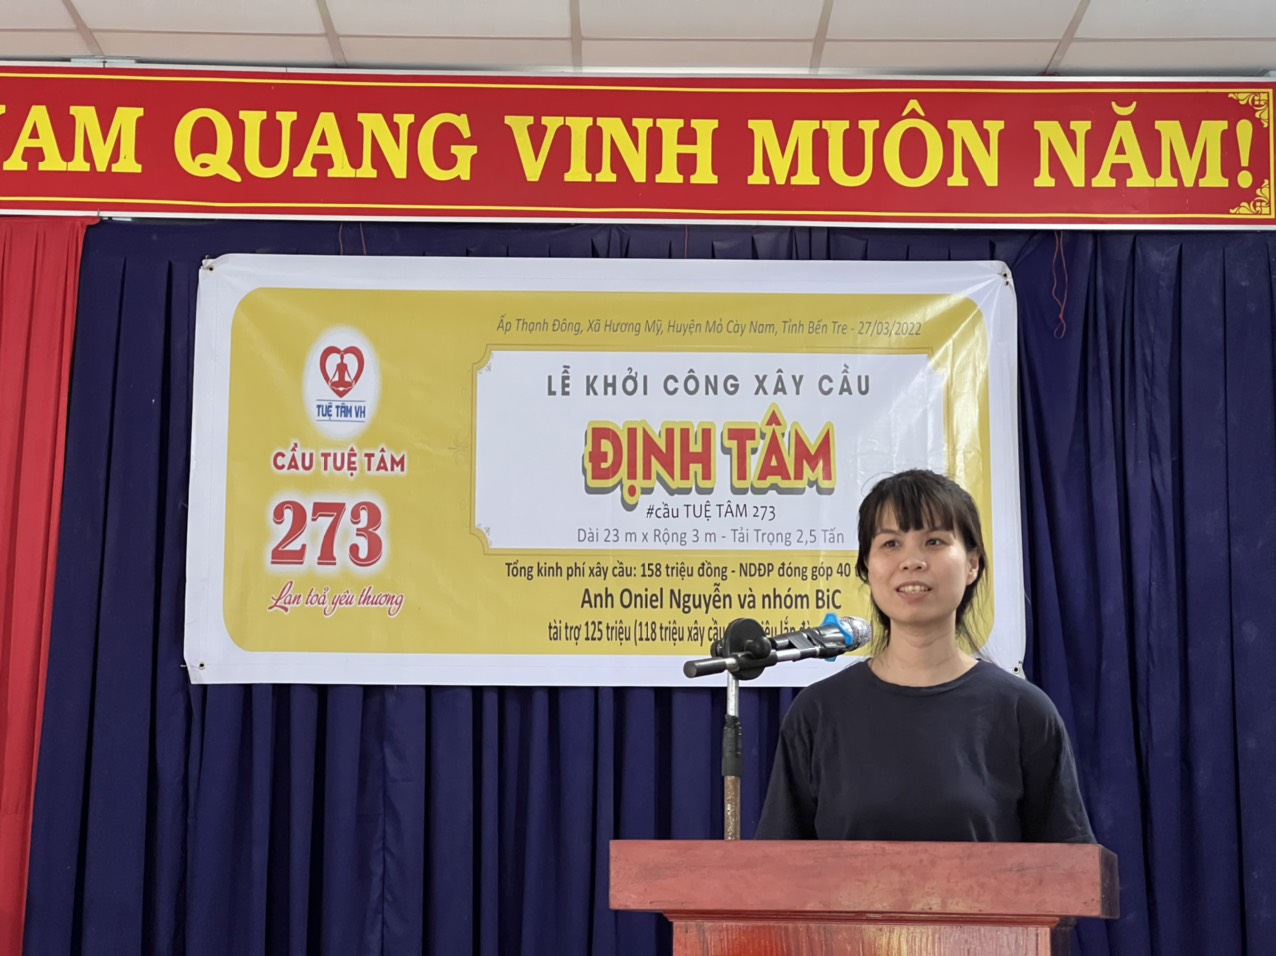 NAM QUANG VINH MUÔN NĂM!
Ấp Thạnh Đông, Xã Hương Mỹ, Huyện Mỏ Cày Nam, Tỉnh Bến Tre - 27/03/2022
LỄ KHỞI CÔNG XÂY CẦU
ĐỊNH TÂM
#cầu TUỆ TÂM 273
Dài 23 m x Rộng 3 m - Tải Trọng 2,5 Tấn
Tổng kinh phí xây cầu: 158 triệu đồng - NDĐP đóng góp 40
Anh Oniel Nguyễn và nhóm BiC
tài trợ 125 triệu (118 triệu xây cầu
TUỆ TÂM VH
CẦU TUỆ TÂM
273
Lan toả yêu thương